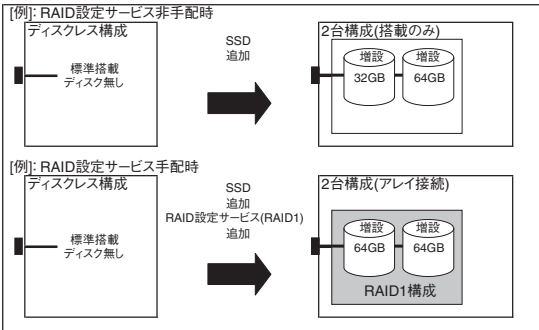 [例]: RAID設定サービス非手配時
ディスクレス構成
標準搭載
ディスク無し
SSD
追加
2台構成(搭載のみ)
増設 増設
32GB 64GB
[例]: RAID設定サービス手配時
ディスクレス構成
標準搭載
ディスク無し
SSD
追加
RAID設定サービス(RAID1)
追加
2台構成(アレイ接続)
増設 増設
64GB 64GB
RAID1構成